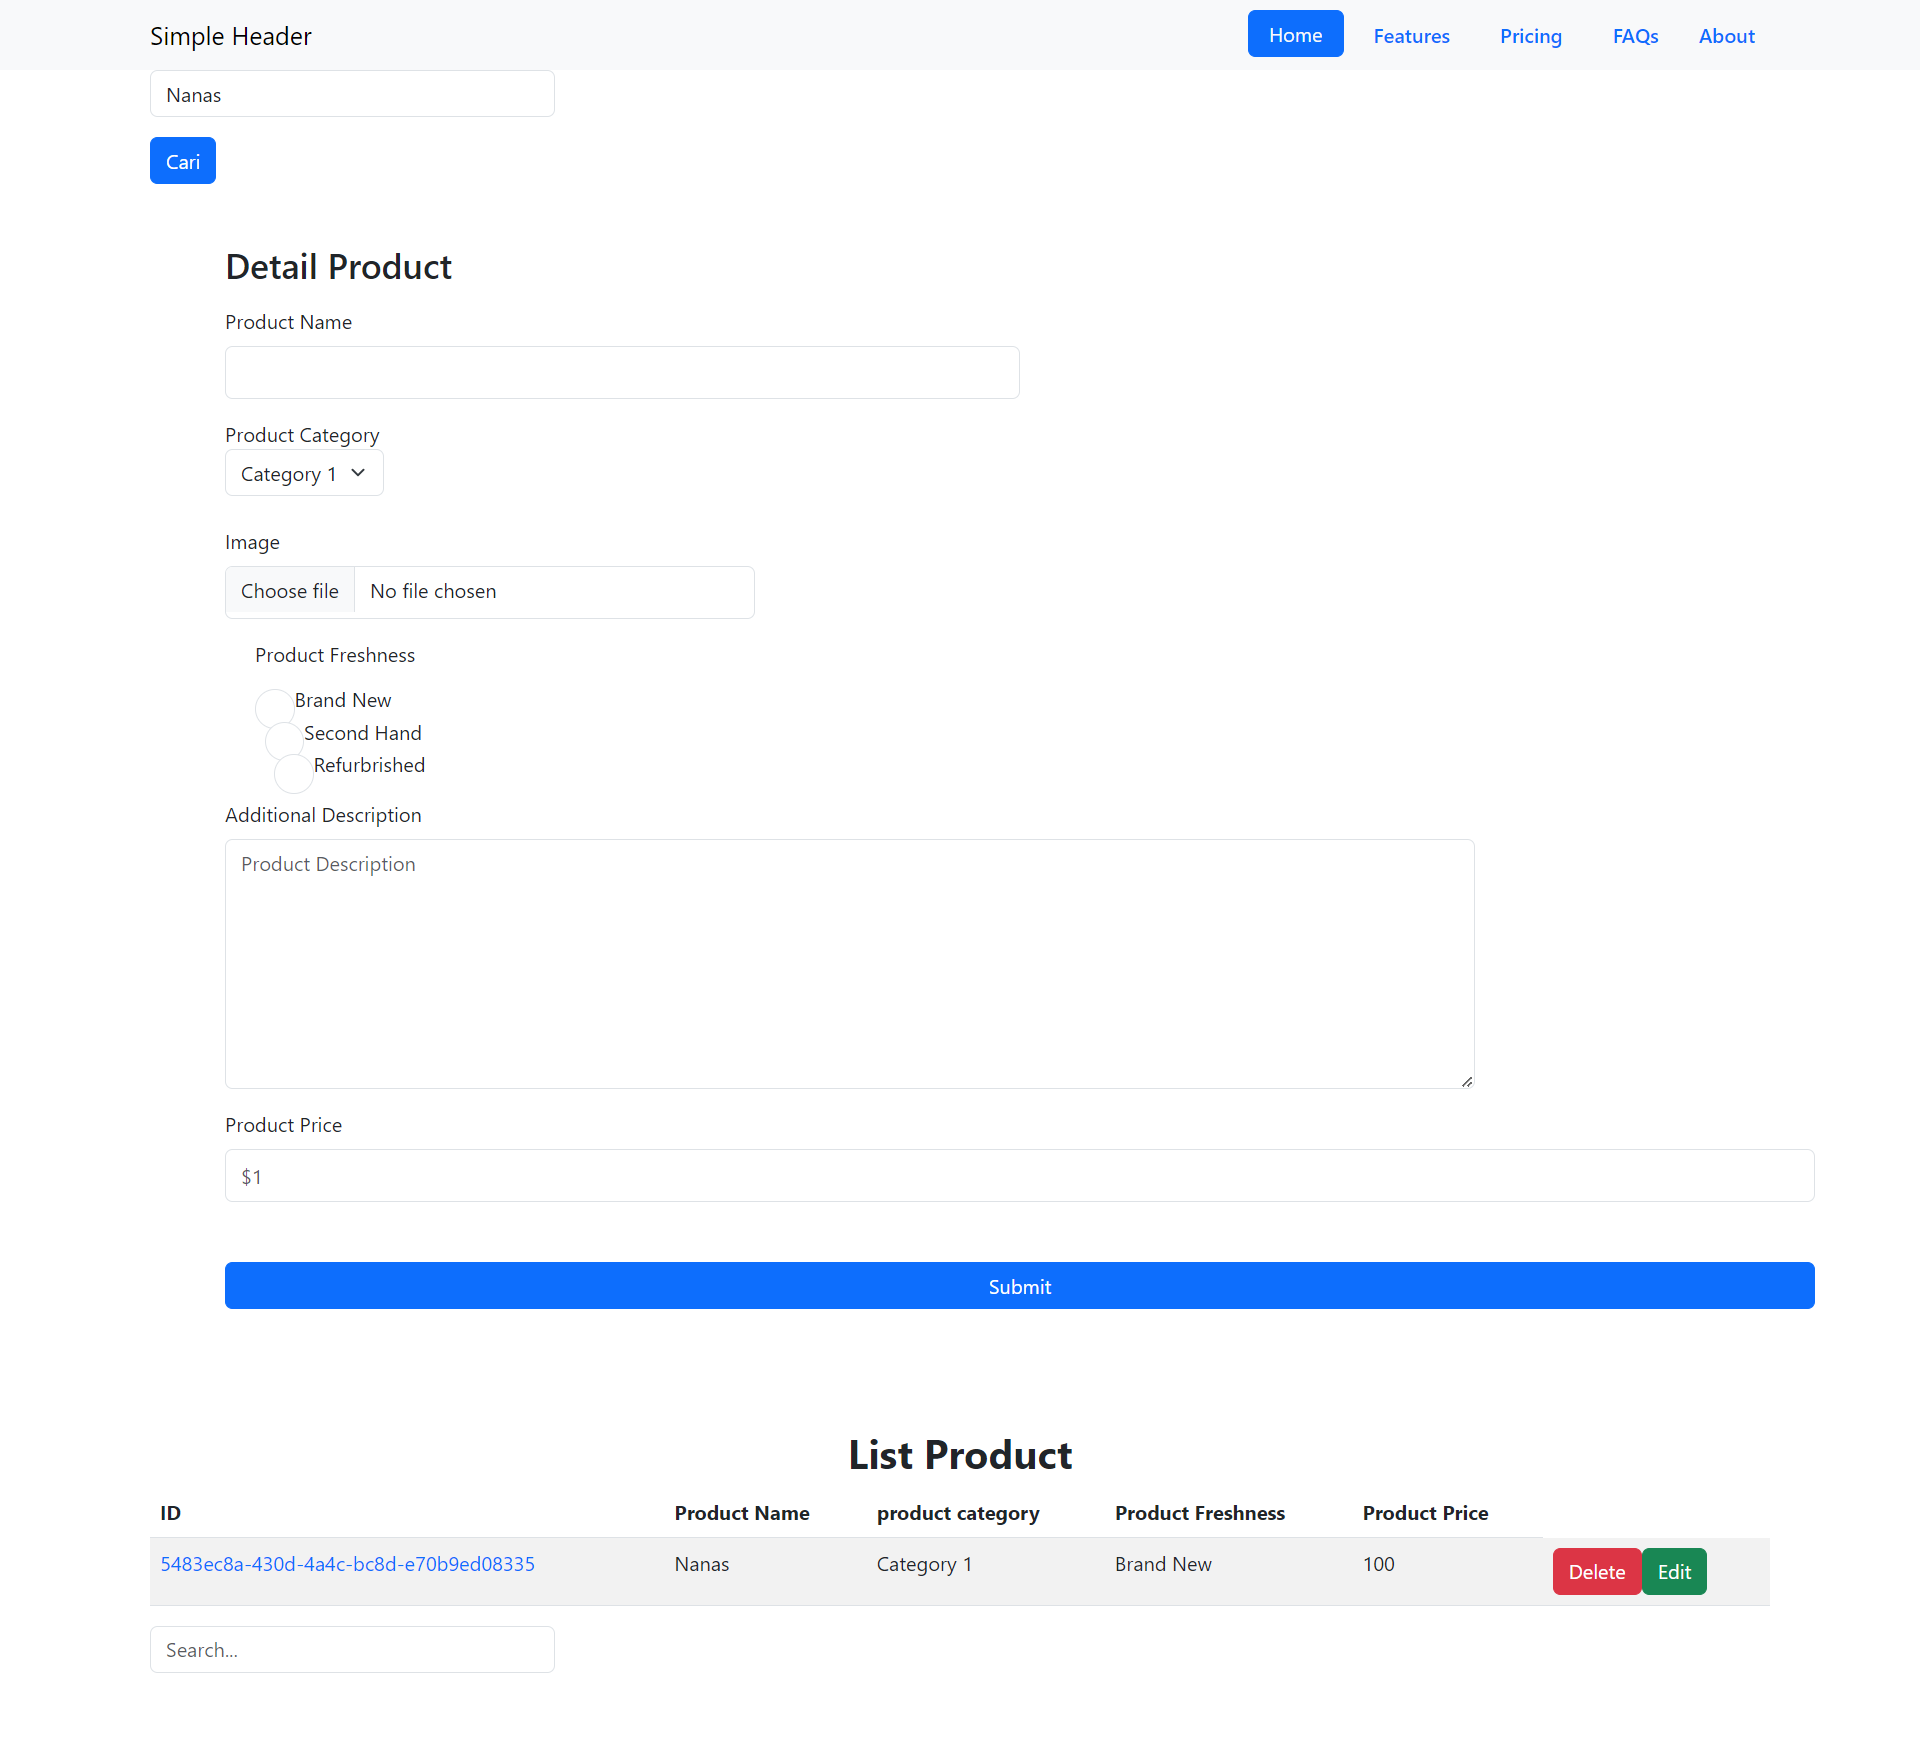 Simple Header Home Features Pricing FAQs About
Nanas
Cari
Detail Product
Product Name
Product Category
Category 1
Image
Choose file No file chosen
Product Freshness
Brand New
Second Hand
Refurbrished
Additional Description
Product Description
Product Price
$1
Submit
List Product
ID Product Name product category Product Freshness Product Price
5483ec8a-430d-4a4c-bc8d-e70b9ed08335 Nanas Category 1 Brand New 100 Delete Edit
Search...